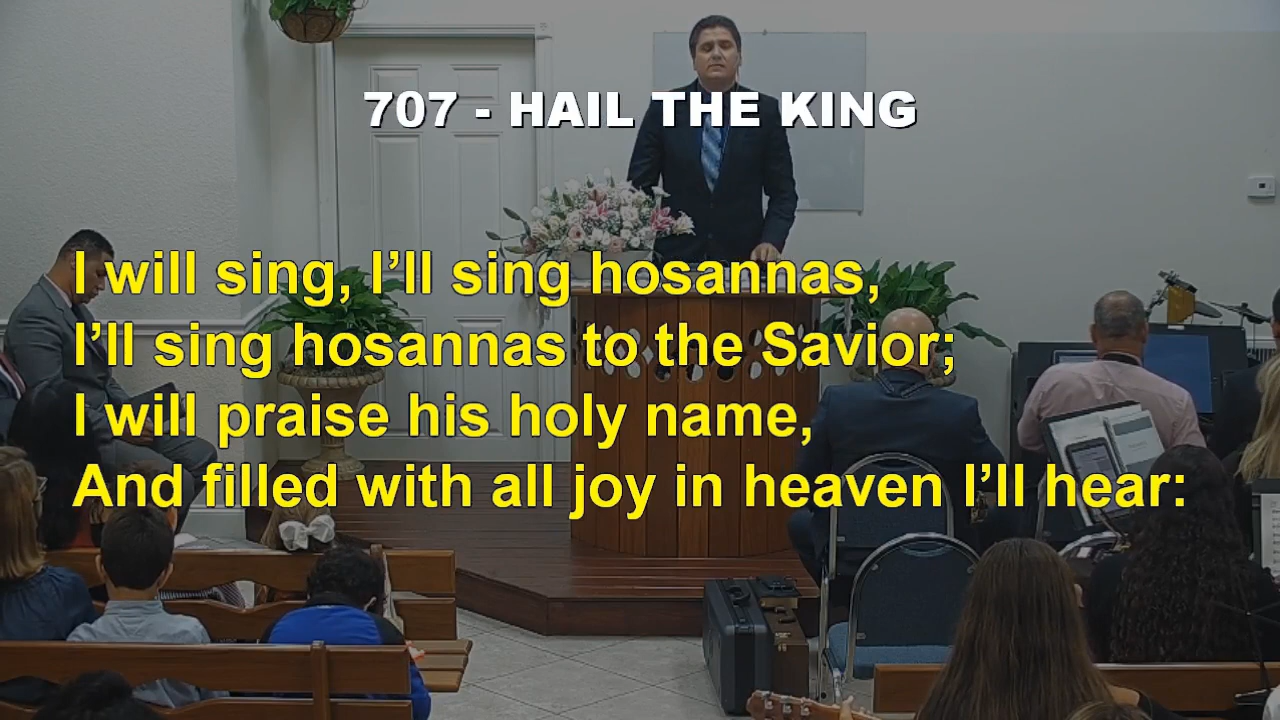 707 - HAIL THE KING
I will sing, I’ll sing hosannas,
I’ll sing hosannas to the Savior;
I will praise his holy name,
And filled with all joy in heaven I’ll hear: